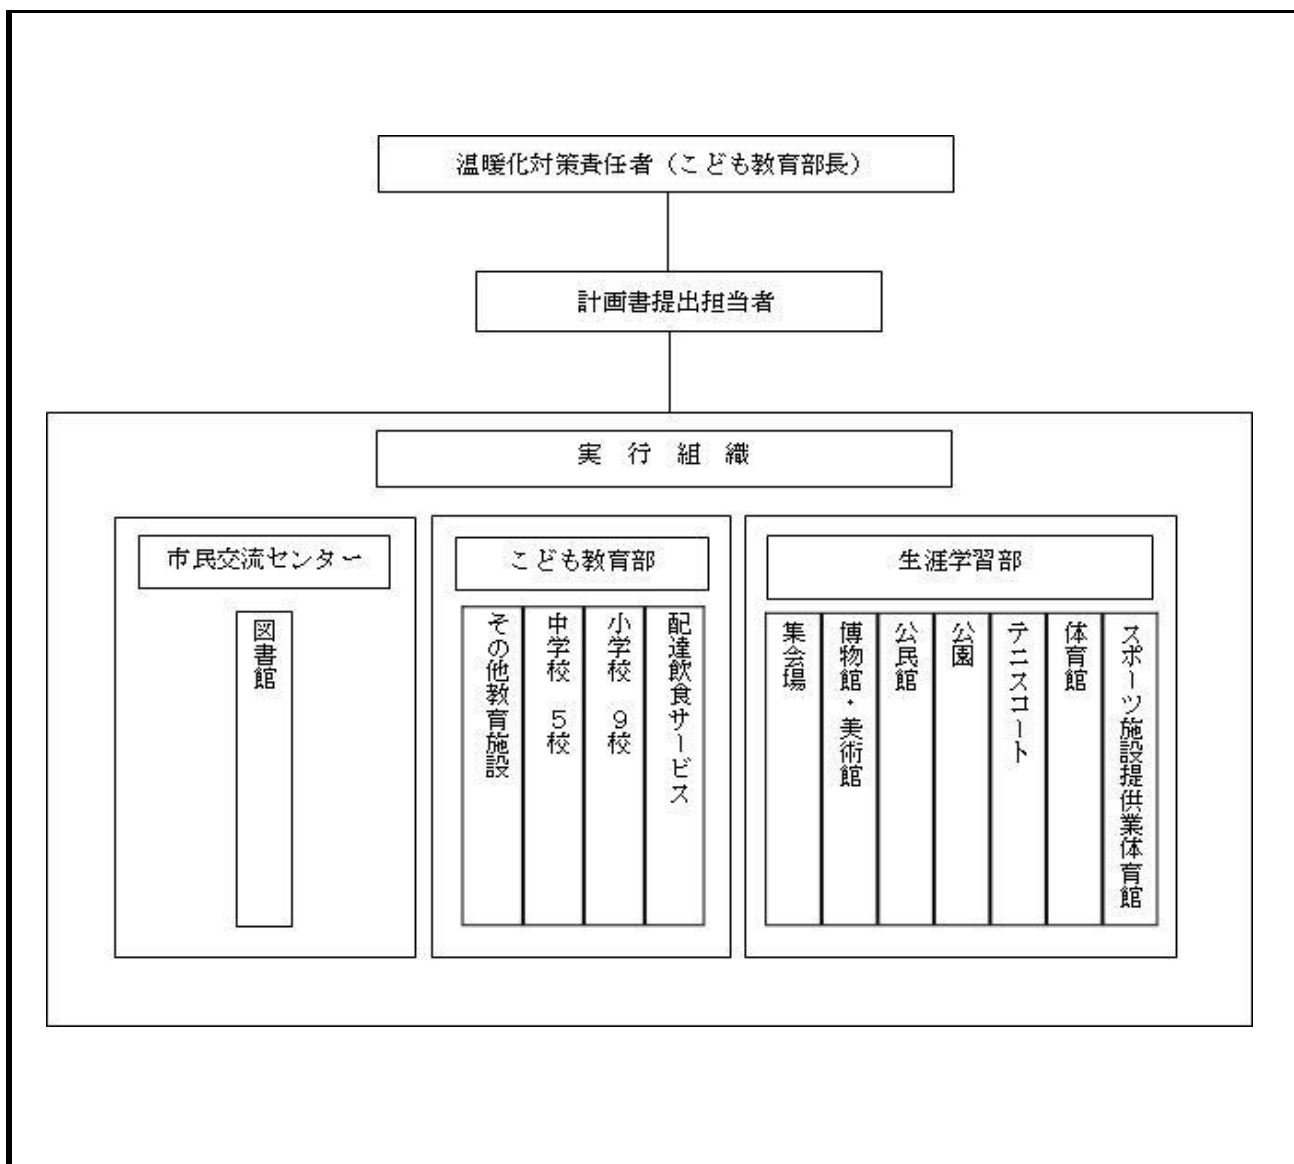 温暖化対策責任者（こども教育部長）
計画書提出担当者
実　行　組　織
市民交流センター
図書館
こども教育部
その他教育施設
中学校　５校
小学校　９校
配達飲食サービス
生涯学習部
集会場
博物館・美術館
公民館
公園
テニスコート
体育館
スポーツ施設提供業体育館